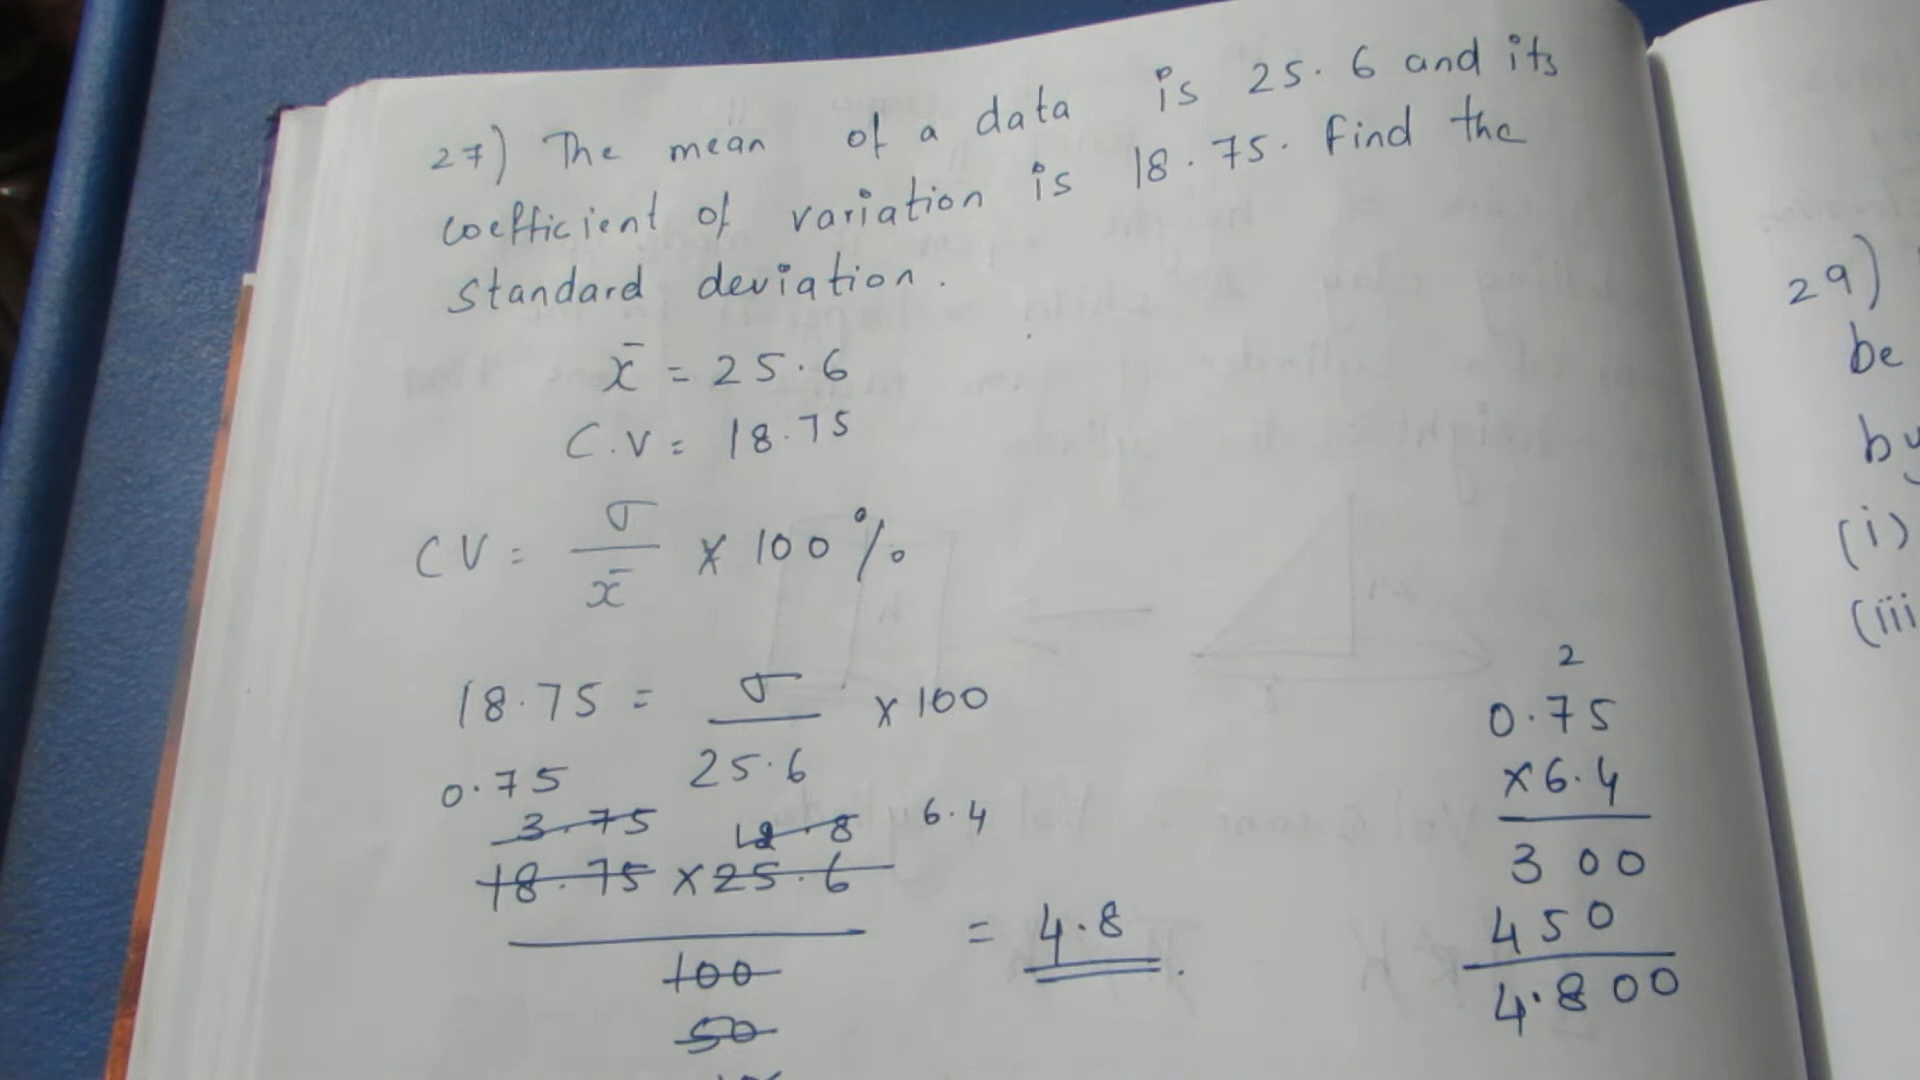 27) The mean of a data is 25.6 and its
coefficient of variation is 18.75. Find the
standard deviation.
x̄ = 25.6
C.V = 18.75
CV = σ / x̄ × 100 %
18.75 = σ / 25.6 × 100
0.75
3.75 12.8 6.4
18.75 × 25.6
100
50
= 4.8
2
0.75
×6.4
300
450
4.800
29)
be
by
(i)
(iii